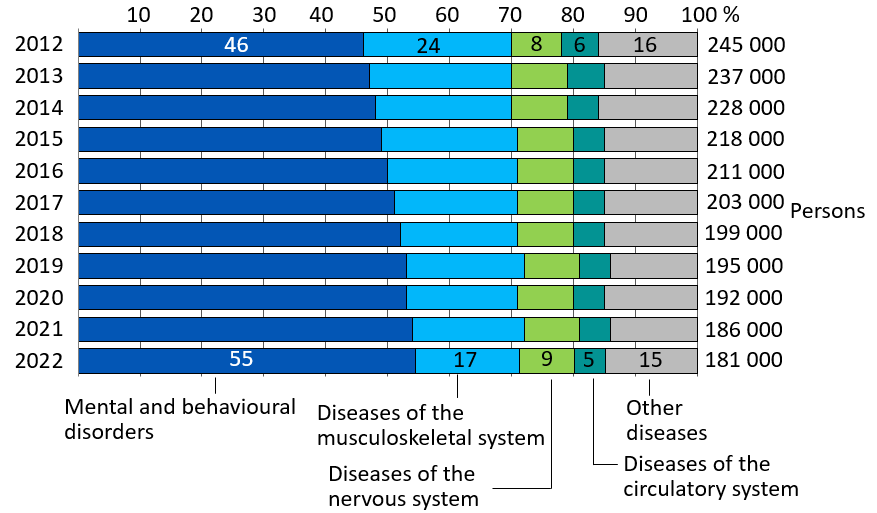 10 20 30 40 50 60 70 80 90 100 %
2012 46 24 8 6 16 245 000
2013 237 000
2014 228 000
2015 218 000
2016 211 000
2017 203 000
Persons
2018 199 000
2019 195 000
2020 192 000
2021 186 000
2022 55 17 9 5 15 181 000
Mental and behavioural
disorders
Diseases of the
musculoskeletal system
Other
diseases
Diseases of the
nervous system
Diseases of the
circulatory system